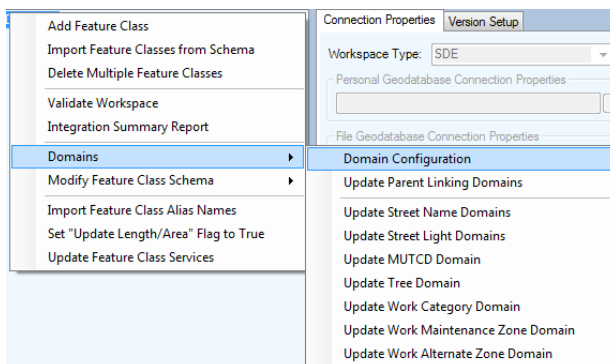 Add Feature Class
Import Feature Classes from Schema
Delete Multiple Feature Classes
Validate Workspace
Integration Summary Report
Domains
Modify Feature Class Schema
Import Feature Class Alias Names
Set "Update Length/Area" Flag to True
Update Feature Class Services
Connection Properties Version Setup
Workspace Type: SDE
Personal Geodatabase Connection Properties
File Geodatabase Connection Properties
Domain Configuration
Update Parent Linking Domains
Update Street Name Domains
Update Street Light Domains
Update MUTCD Domain
Update Tree Domain
Update Work Category Domain
Update Work Maintenance Zone Domain
Update Work Alternate Zone Domain